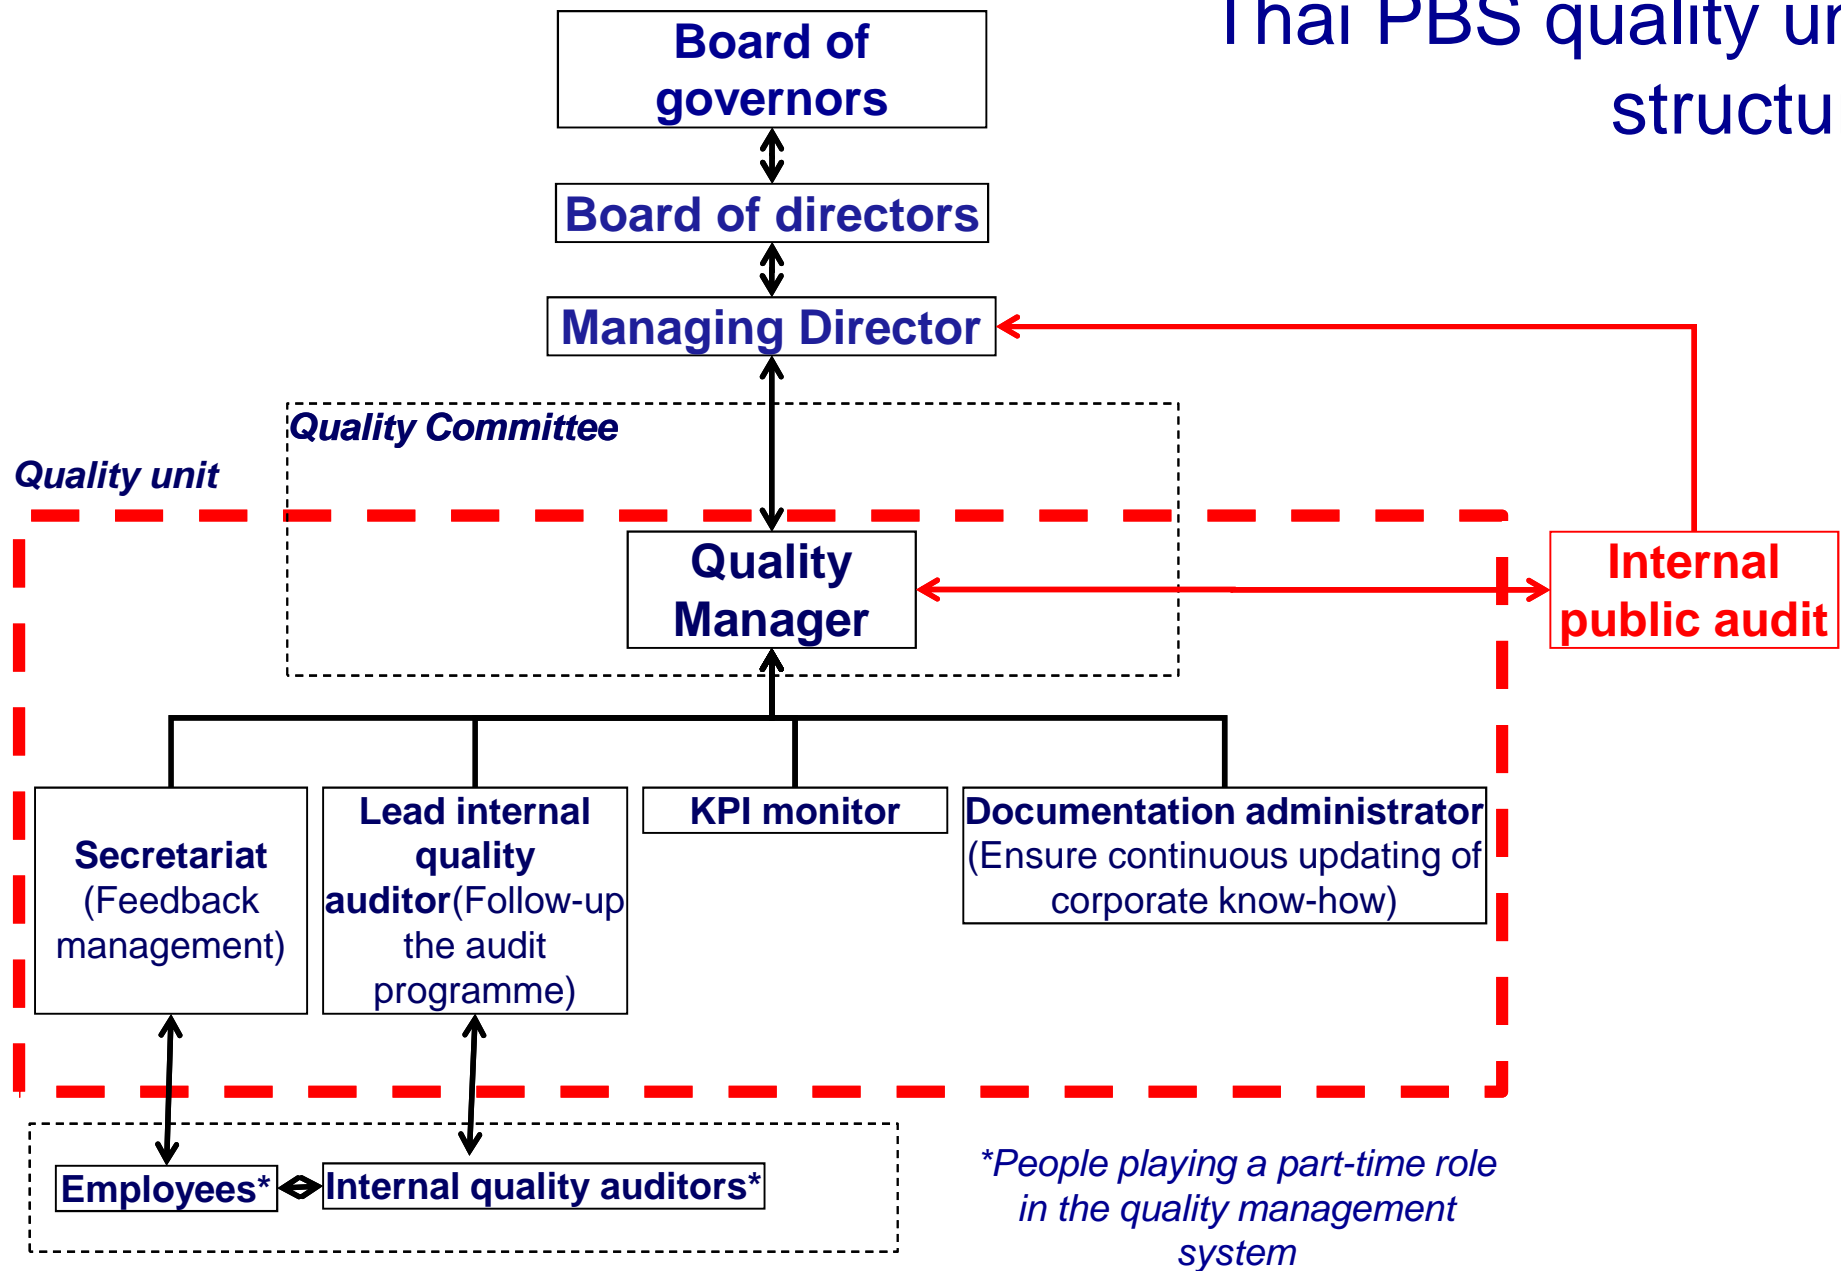 Thai PBS quality
structu
Board of
governors
Board of directors
Managing Director
Quality Committee
Quality unit
Quality
Manager
Internal
public audit
Secretariat
(Feedback
management)
Lead internal
quality
auditor(Follow-up
the audit
programme)
KPI monitor
Documentation administrator
(Ensure continuous updating of
corporate know-how)
Employees*
Internal quality auditors*
*People playing a part-time role
in the quality management
system